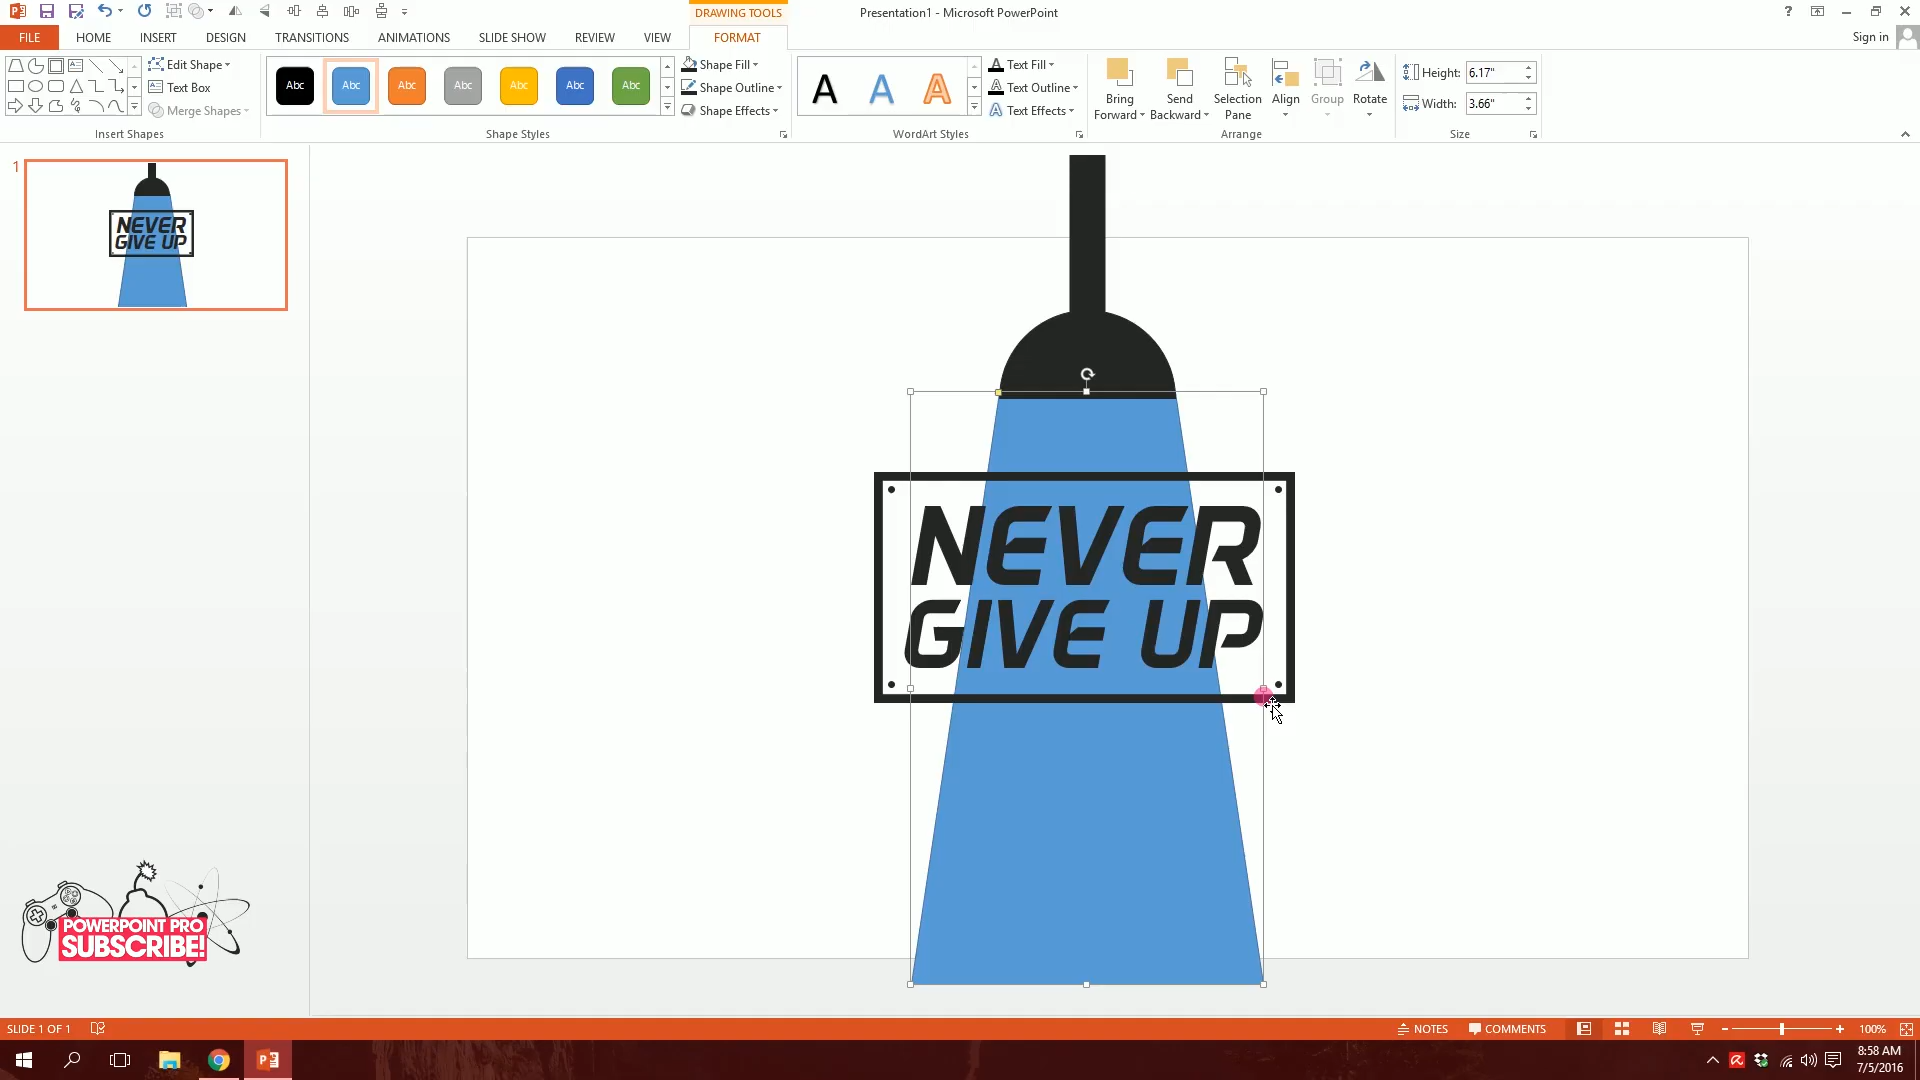 DRAWING TOOLS
Presentation1 - Microsoft PowerPoint
?
FILE
HOME
INSERT
DESIGN
TRANSITIONS
ANIMATIONS
SLIDE SHOW
REVIEW
VIEW
FORMAT
Sign in
Edit Shape
Text Box
Merge Shapes
Insert Shapes
Abc Abc Abc Abc Abc Abc Abc
Shape Fill
Shape Outline
Shape Effects
Shape Styles
A A A
Text Fill
Text Outline
Text Effects
WordArt Styles
Bring
Forward
Send
Backward
Selection
Pane
Align
Group
Rotate
Arrange
Height: 6.17"
Width: 3.66"
Size
1
NEVER
GIVE UP
NEVER
GIVE UP
POWERPOINT PRO
SUBSCRIBE!
SLIDE 1 OF 1
NOTES
COMMENTS
100%
8:58 AM
7/5/2016